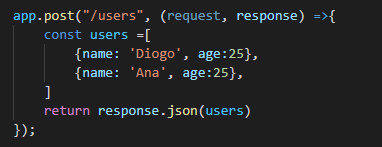 app.post("/users", (request, response) =>{
    const users =[
        {name: 'Diogo', age:25},
        {name: 'Ana', age:25},
    ]
    return response.json(users)
});